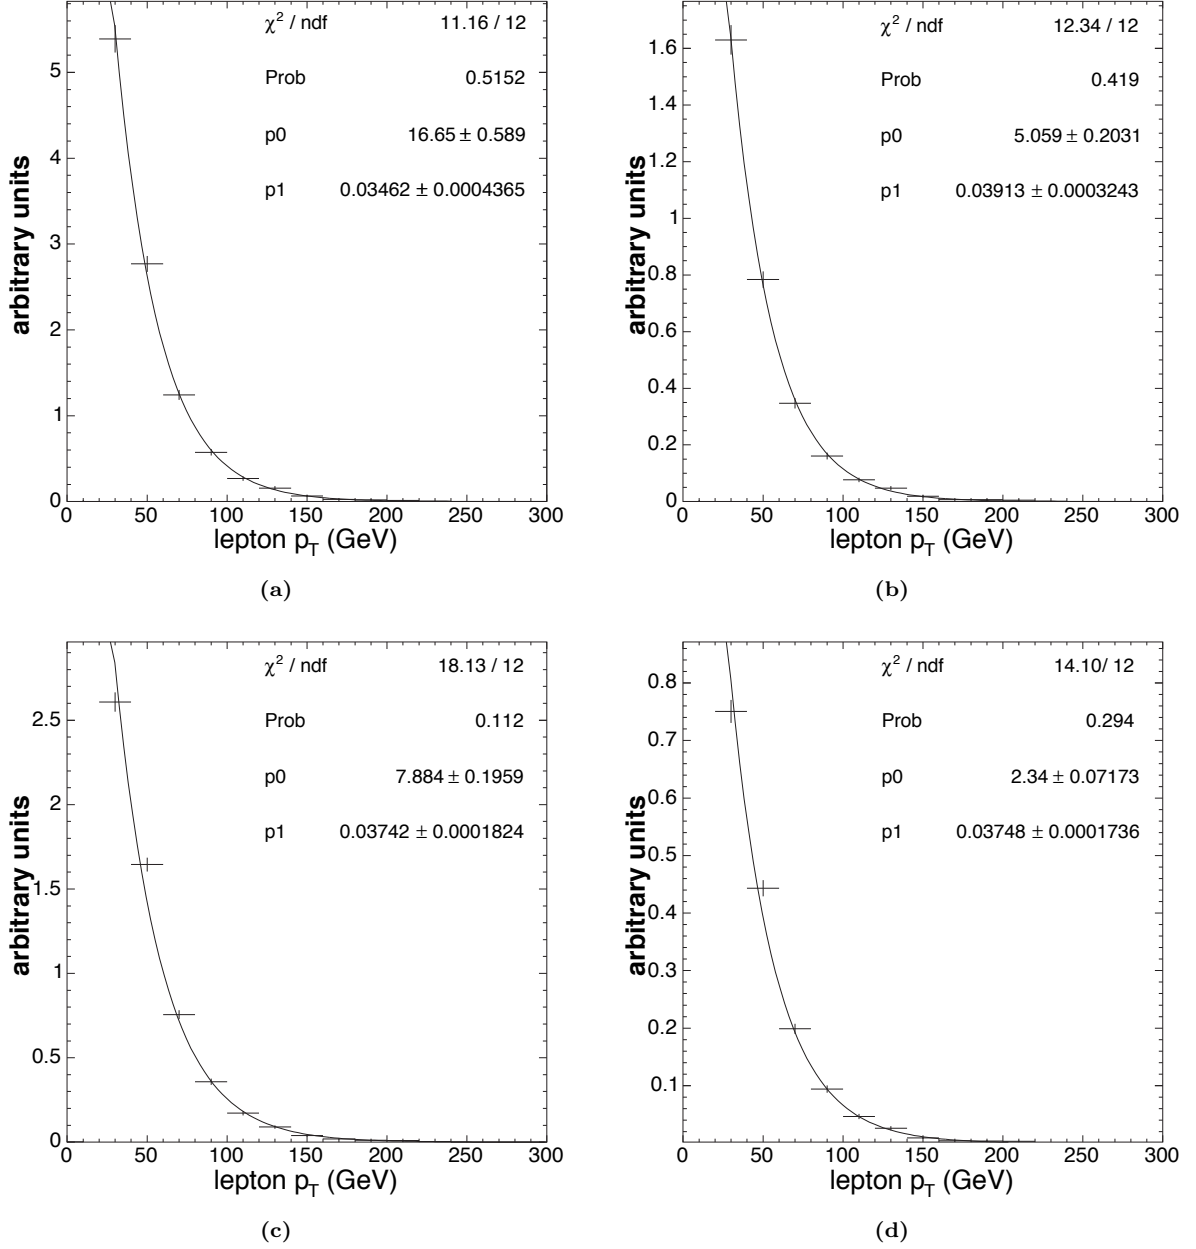 χ² / ndf 11.16 / 12
Prob 0.5152
p0 16.65 ± 0.589
p1 0.03462 ± 0.0004365
5
4
3
2
1
0
arbitrary units
0 50 100 150 200 250 300
lepton p_T (GeV)
(a)
χ² / ndf 12.34 / 12
Prob 0.419
p0 5.059 ± 0.2031
p1 0.03913 ± 0.0003243
1.6
1.4
1.2
1
0.8
0.6
0.4
0.2
0
arbitrary units
0 50 100 150 200 250 300
lepton p_T (GeV)
(b)
χ² / ndf 18.13 / 12
Prob 0.112
p0 7.884 ± 0.1959
p1 0.03742 ± 0.0001824
2.5
2
1.5
1
0.5
0
arbitrary units
0 50 100 150 200 250 300
lepton p_T (GeV)
(c)
χ² / ndf 14.10/ 12
Prob 0.294
p0 2.34 ± 0.07173
p1 0.03748 ± 0.0001736
0.8
0.7
0.6
0.5
0.4
0.3
0.2
0.1
arbitrary units
0 50 100 150 200 250 300
lepton p_T (GeV)
(d)